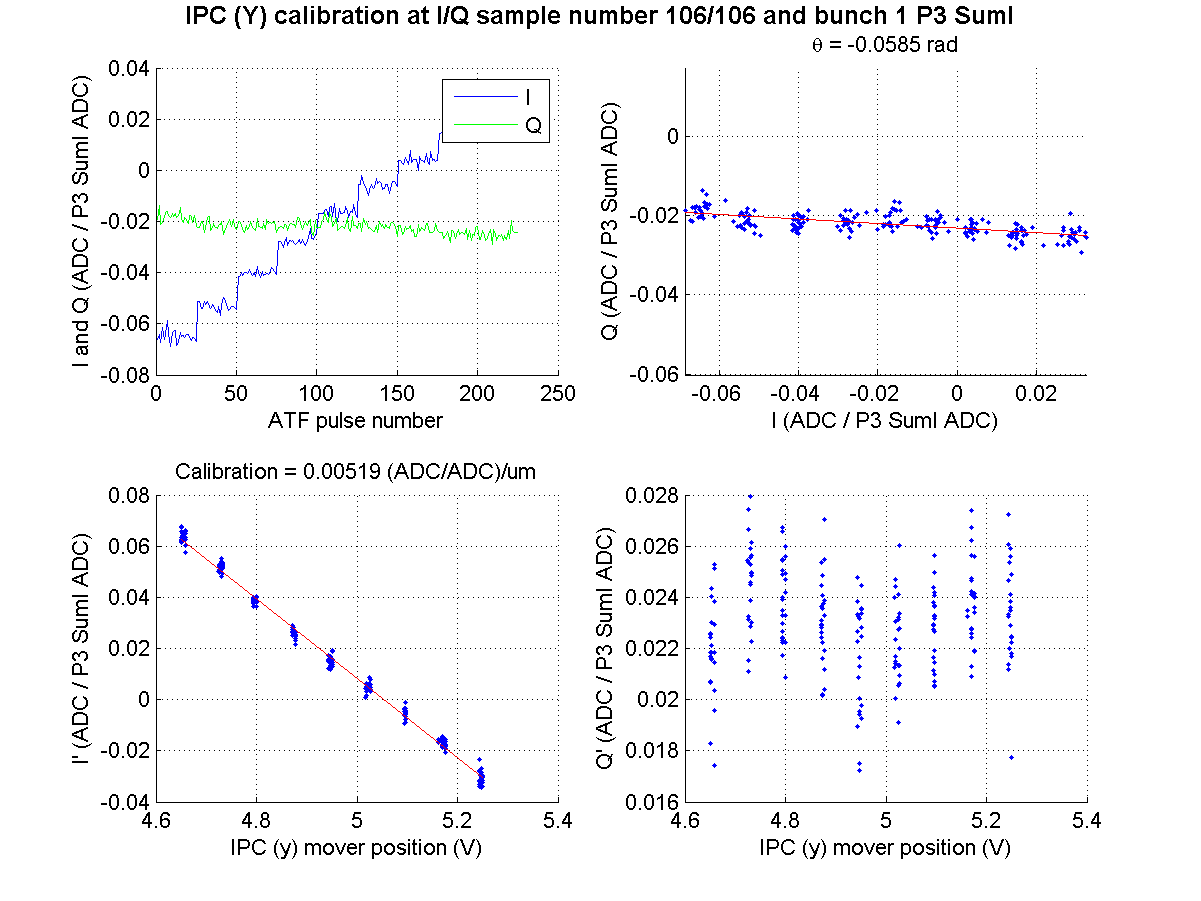 IPC (Y) calibration at I/Q sample number 106/106 and bunch 1 P3 SumI
I and Q (ADC / P3 SumI ADC)
0.04
0.02
0
-0.02
-0.04
-0.06
-0.08
I
Q
0 50 100 150 200 250
ATF pulse number
θ = -0.0585 rad
Q (ADC / P3 SumI ADC)
0
-0.02
-0.04
-0.06
-0.06 -0.04 -0.02 0 0.02
I (ADC / P3 SumI ADC)
Calibration = 0.00519 (ADC/ADC)/um
I' (ADC / P3 SumI ADC)
0.08
0.06
0.04
0.02
0
-0.02
-0.04
4.6 4.8 5 5.2 5.4
IPC (y) mover position (V)
Q' (ADC / P3 SumI ADC)
0.028
0.026
0.024
0.022
0.02
0.018
0.016
4.6 4.8 5 5.2 5.4
IPC (y) mover position (V)